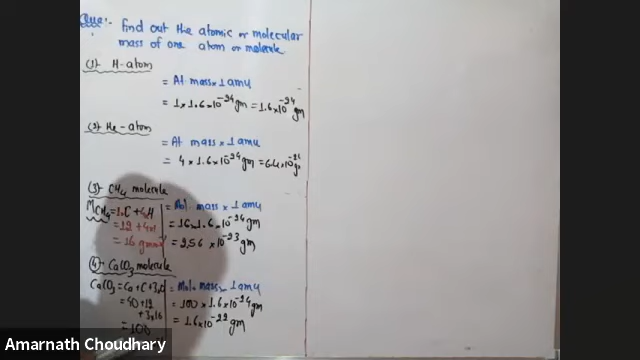 Que:- Find out the atomic or molecular
mass of one atom or molecule
(1) H-atom
= At mass × 1 amu
= 1 × 1.6 × 10⁻²⁴ gm = 1.6 × 10⁻²⁴ gm
(2) He-atom
= At mass × 1 amu
= 4 × 1.6 × 10⁻²⁴ gm = 6.4 × 10⁻²⁴
(3)- CH₄ molecule
M CH₄ = 1×C + 4×H = Mol. mass × 1 amu
= 12 + 4×1 = 16 × 1.6 × 10⁻²⁴ gm
= 16 gm = 2.56 × 10⁻²³ gm
(4)- CaCO₃ molecule
CaCO₃ = Ca + C + 3×O = Mol. mass × 1 amu
= 40 + 12 = 100 × 1.6 × 10⁻²⁴ gm
+ 3×16 = 1.6 × 10⁻²² gm
= 100
Amarnath Choudhary